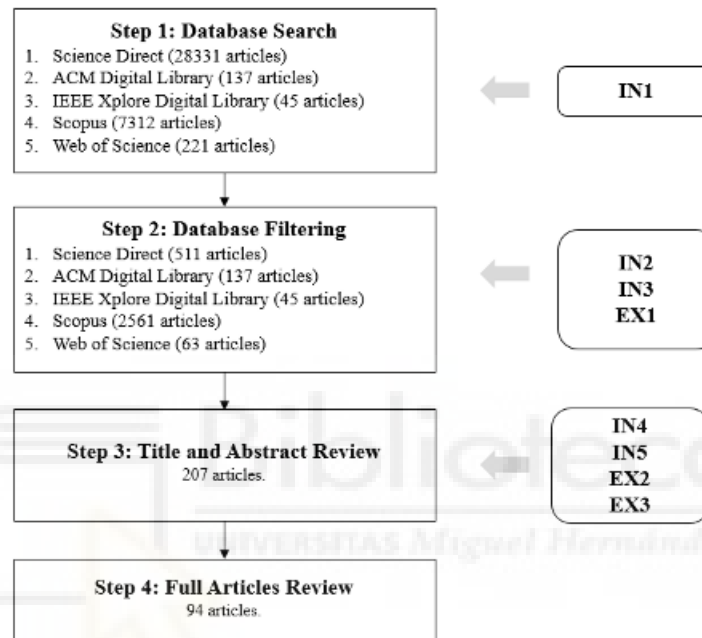 Step 1: Database Search
1. Science Direct (28331 articles)
2. ACM Digital Library (137 articles)
3. IEEE Xplore Digital Library (45 articles)
4. Scopus (7312 articles)
5. Web of Science (221 articles)
IN1
Step 2: Database Filtering
1. Science Direct (511 articles)
2. ACM Digital Library (137 articles)
3. IEEE Xplore Digital Library (45 articles)
4. Scopus (2561 articles)
5. Web of Science (63 articles)
IN2
IN3
EX1
Step 3: Title and Abstract Review
207 articles.
IN4
IN5
EX2
EX3
Biblioteca
UNIVERSITAS Miguel Hernánd
Step 4: Full Articles Review
94 articles.